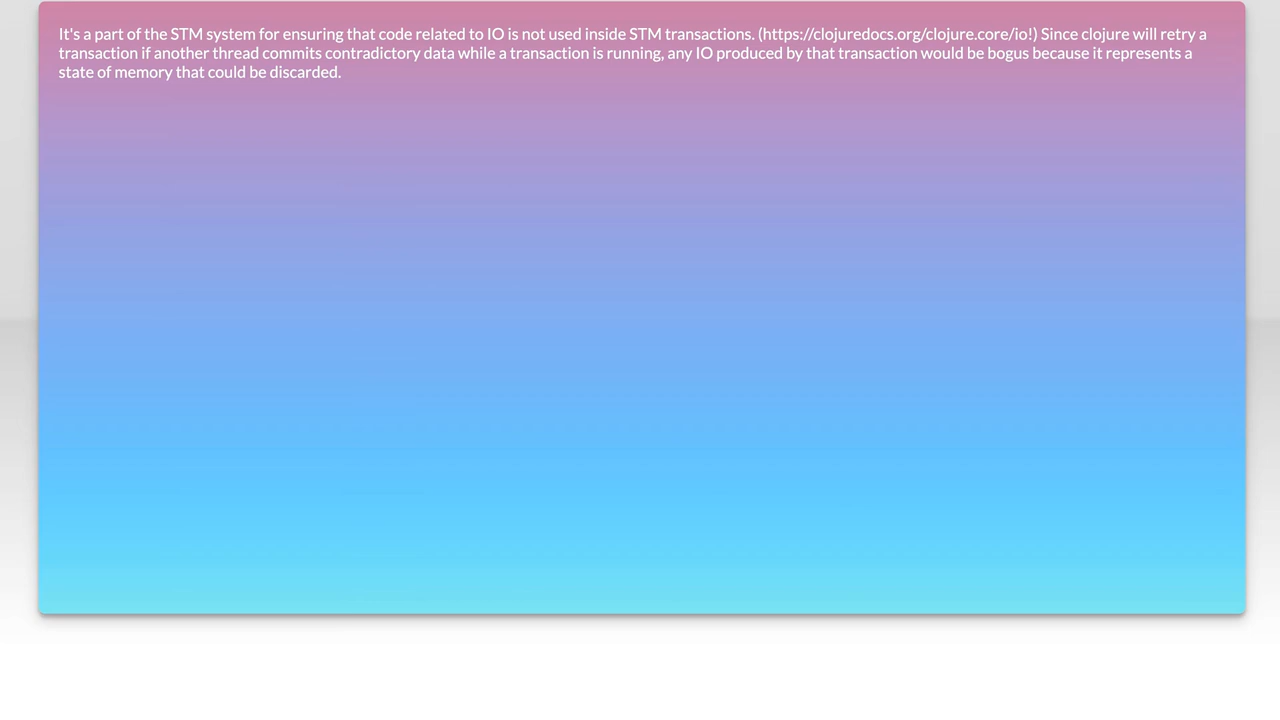 It's a part of the STM system for ensuring that code related to IO is not used inside STM transactions. (https://clojuredocs.org/clojure.core/io!) Since clojure will retry a
transaction if another thread commits contradictory data while a transaction is running, any IO produced by that transaction would be bogus because it represents a
state of memory that could be discarded.